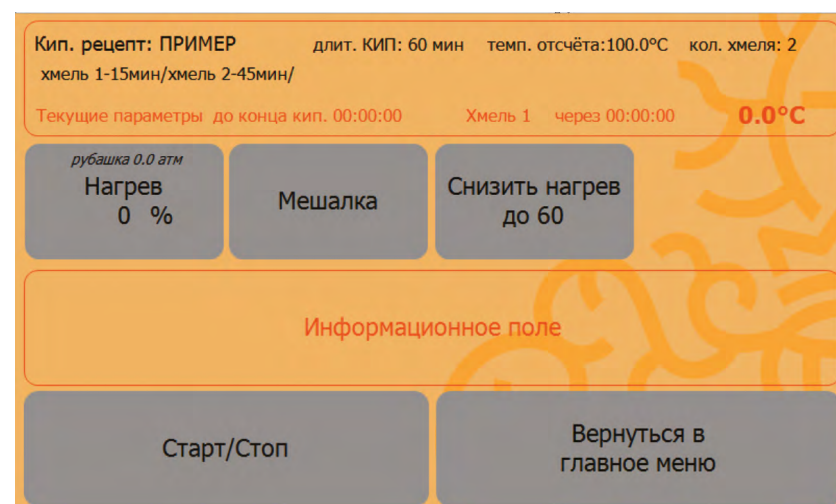 Кип. рецепт: ПРИМЕР длит. КИП: 60 мин темп. отсчёта:100.0ºC кол. хмеля: 2
хмель 1-15мин/хмель 2-45мин/
Текущие параметры до конца кип. 00:00:00 Хмель 1 через 00:00:00 0.0°C
рубашка 0.0 атм
Нагрев
0 %
Мешалка
Снизить нагрев
до 60
Информационное поле
Старт/Стоп
Вернуться в
главное меню